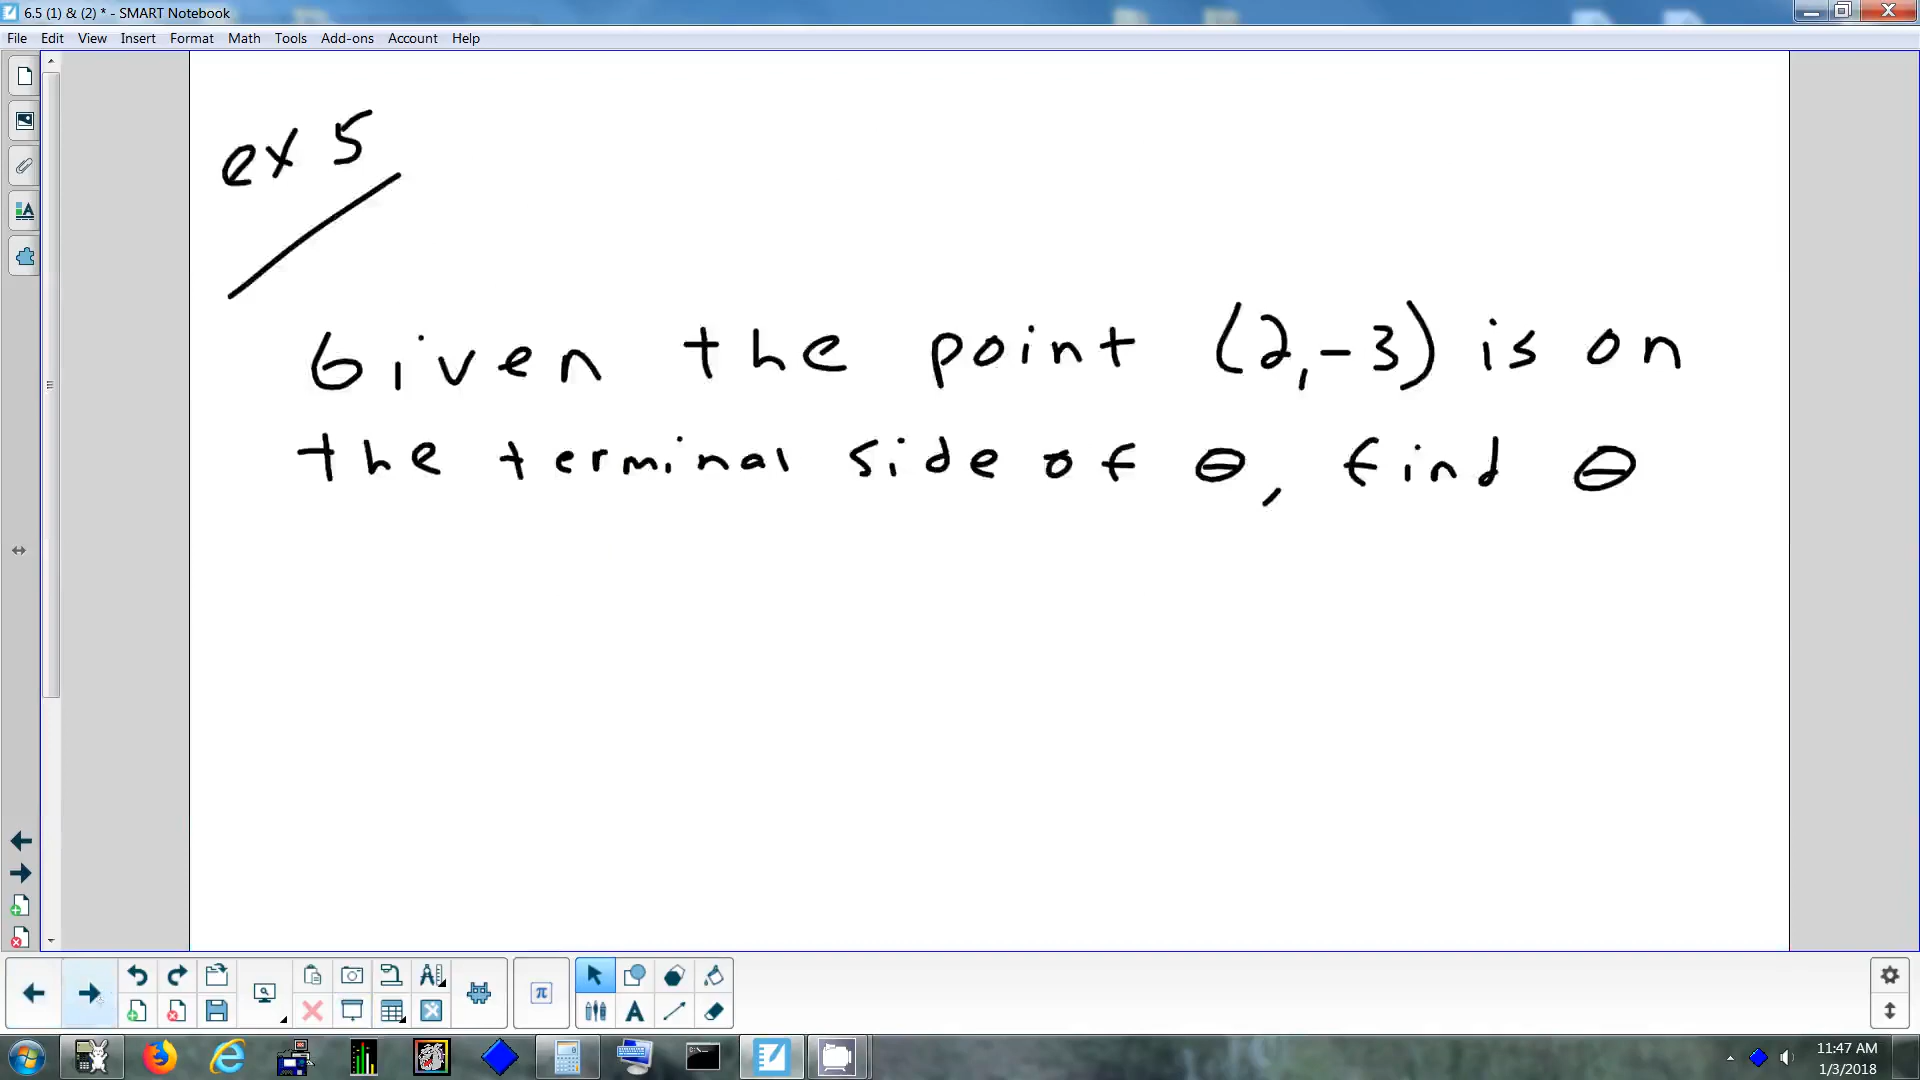 6.5 (1) & (2) * - SMART Notebook
File Edit View Insert Format Math Tools Add-ons Account Help
ex 5
Given the point (2,-3) is on
the terminal side of θ, find θ
π
A
11:47 AM
1/3/2018